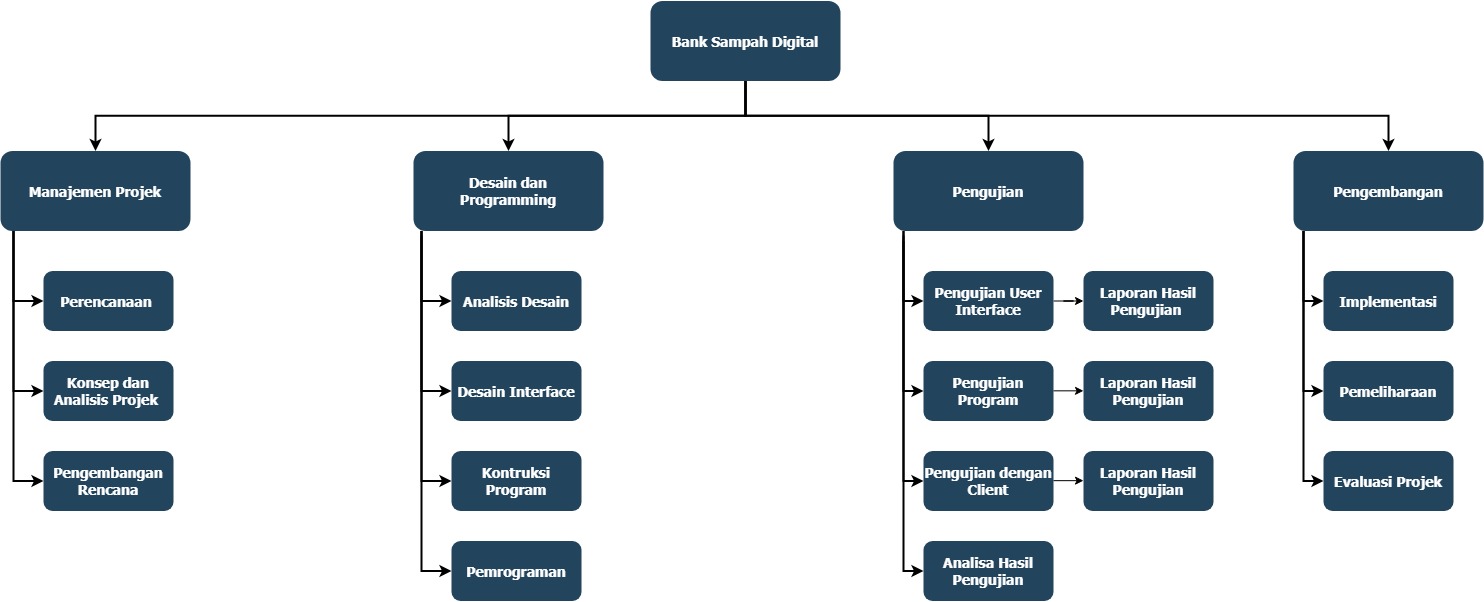 Bank Sampah Digital
Manajemen Projek
Desain dan
Programming
Pengujian
Pengembangan
Perencanaan
Konsep dan
Analisis Projek
Pengembangan
Rencana
Analisis Desain
Desain Interface
Kontruksi
Program
Pemrograman
Pengujian User
Interface
Laporan Hasil
Pengujian
Pengujian
Program
Laporan Hasil
Pengujian
Pengujian dengan
Client
Laporan Hasil
Pengujian
Analisa Hasil
Pengujian
Implementasi
Pemeliharaan
Evaluasi Projek